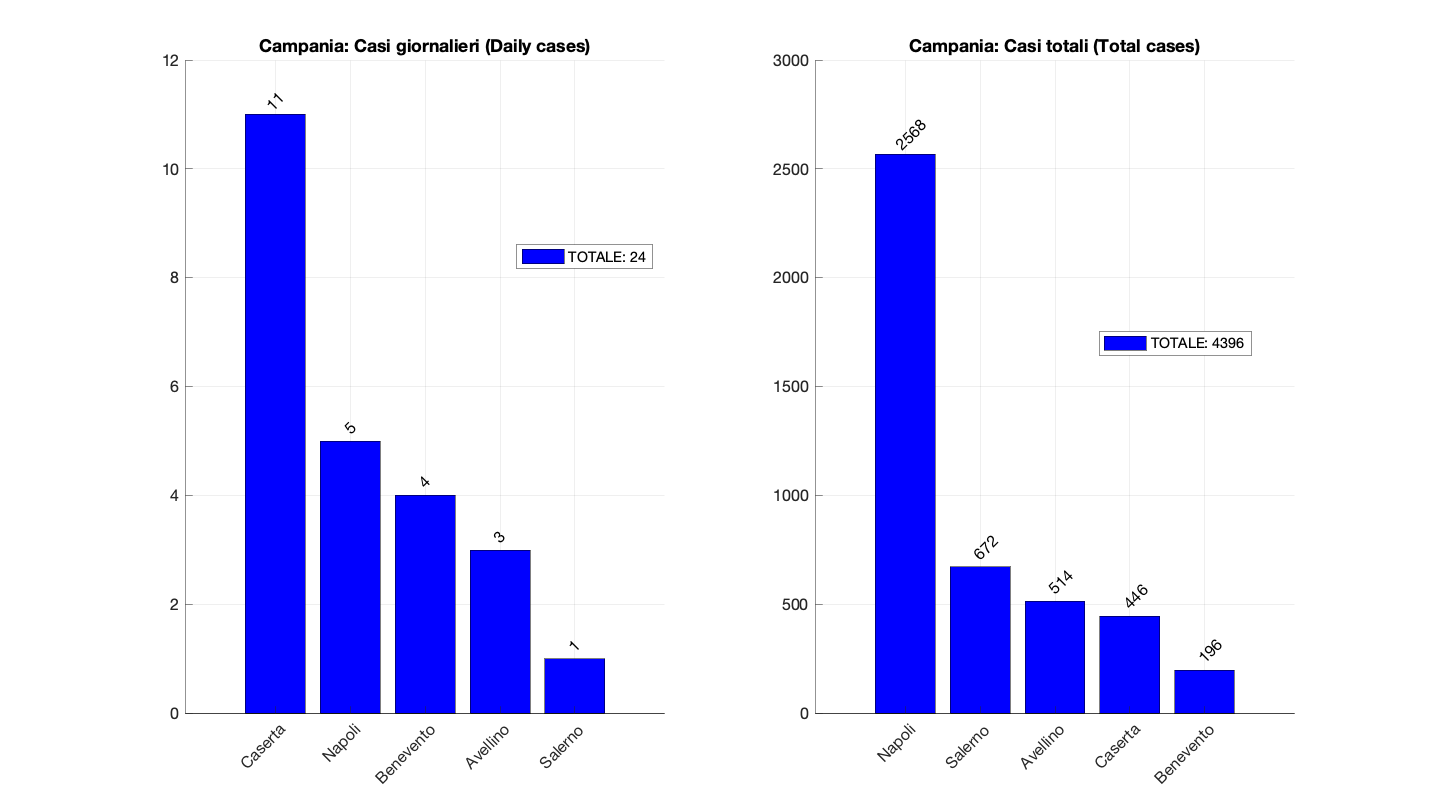 Campania: Casi giornalieri (Daily cases)
12
10
8
6
4
2
0
11
5
4
3
1
TOTALE: 24
Caserta
Napoli
Benevento
Avellino
Salerno
Campania: Casi totali (Total cases)
3000
2500
2000
1500
1000
500
0
2568
672
514
446
196
TOTALE: 4396
Napoli
Salerno
Avellino
Caserta
Benevento